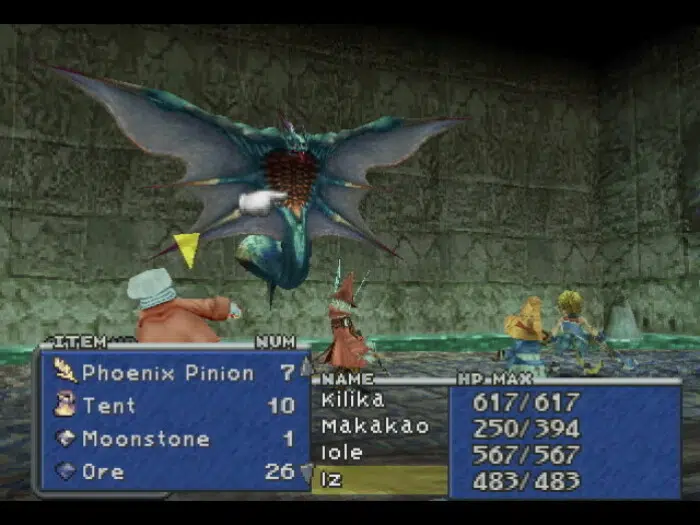 ITEM NUM
Phoenix Pinion 7
Tent 10
Moonstone 1
Ore 26
NAME HP MAX
Kilika 617/617
Makakao 250/394
Iole 567/567
Iz 483/483